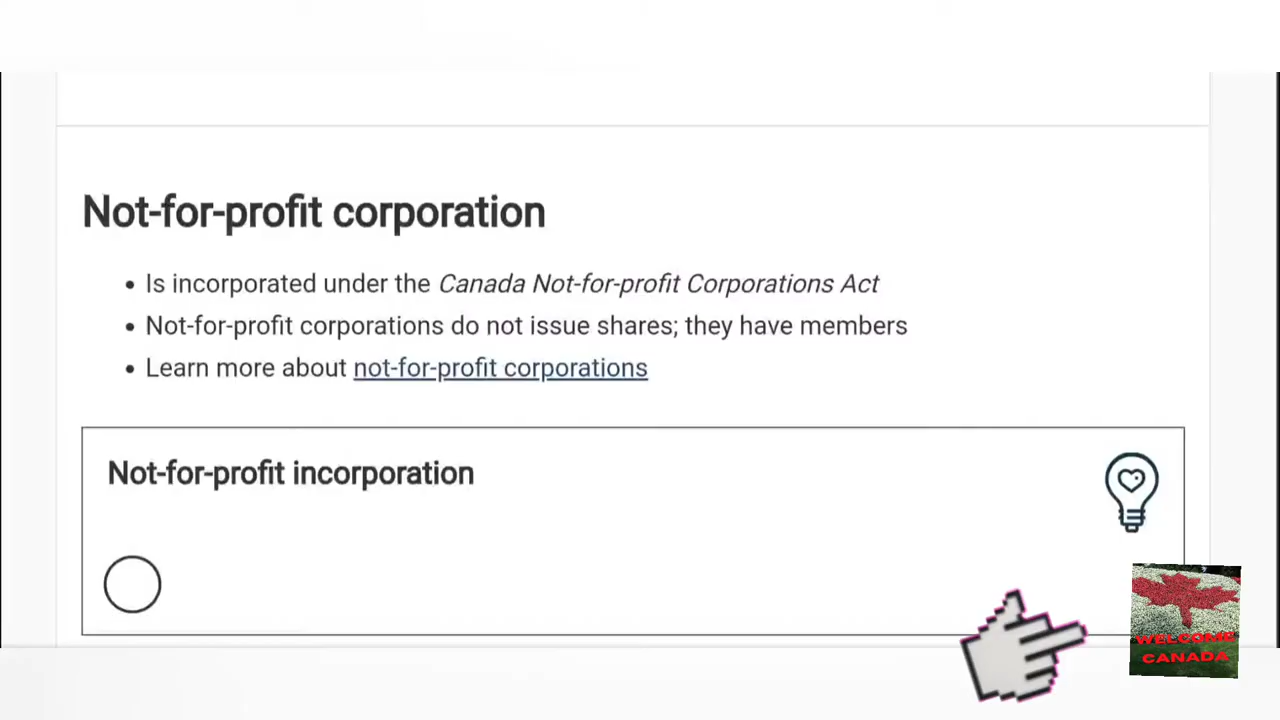 Not-for-profit corporation
• Is incorporated under the Canada Not-for-profit Corporations Act
• Not-for-profit corporations do not issue shares; they have members
• Learn more about not-for-profit corporations
Not-for-profit incorporation
WELCOME
CANADA